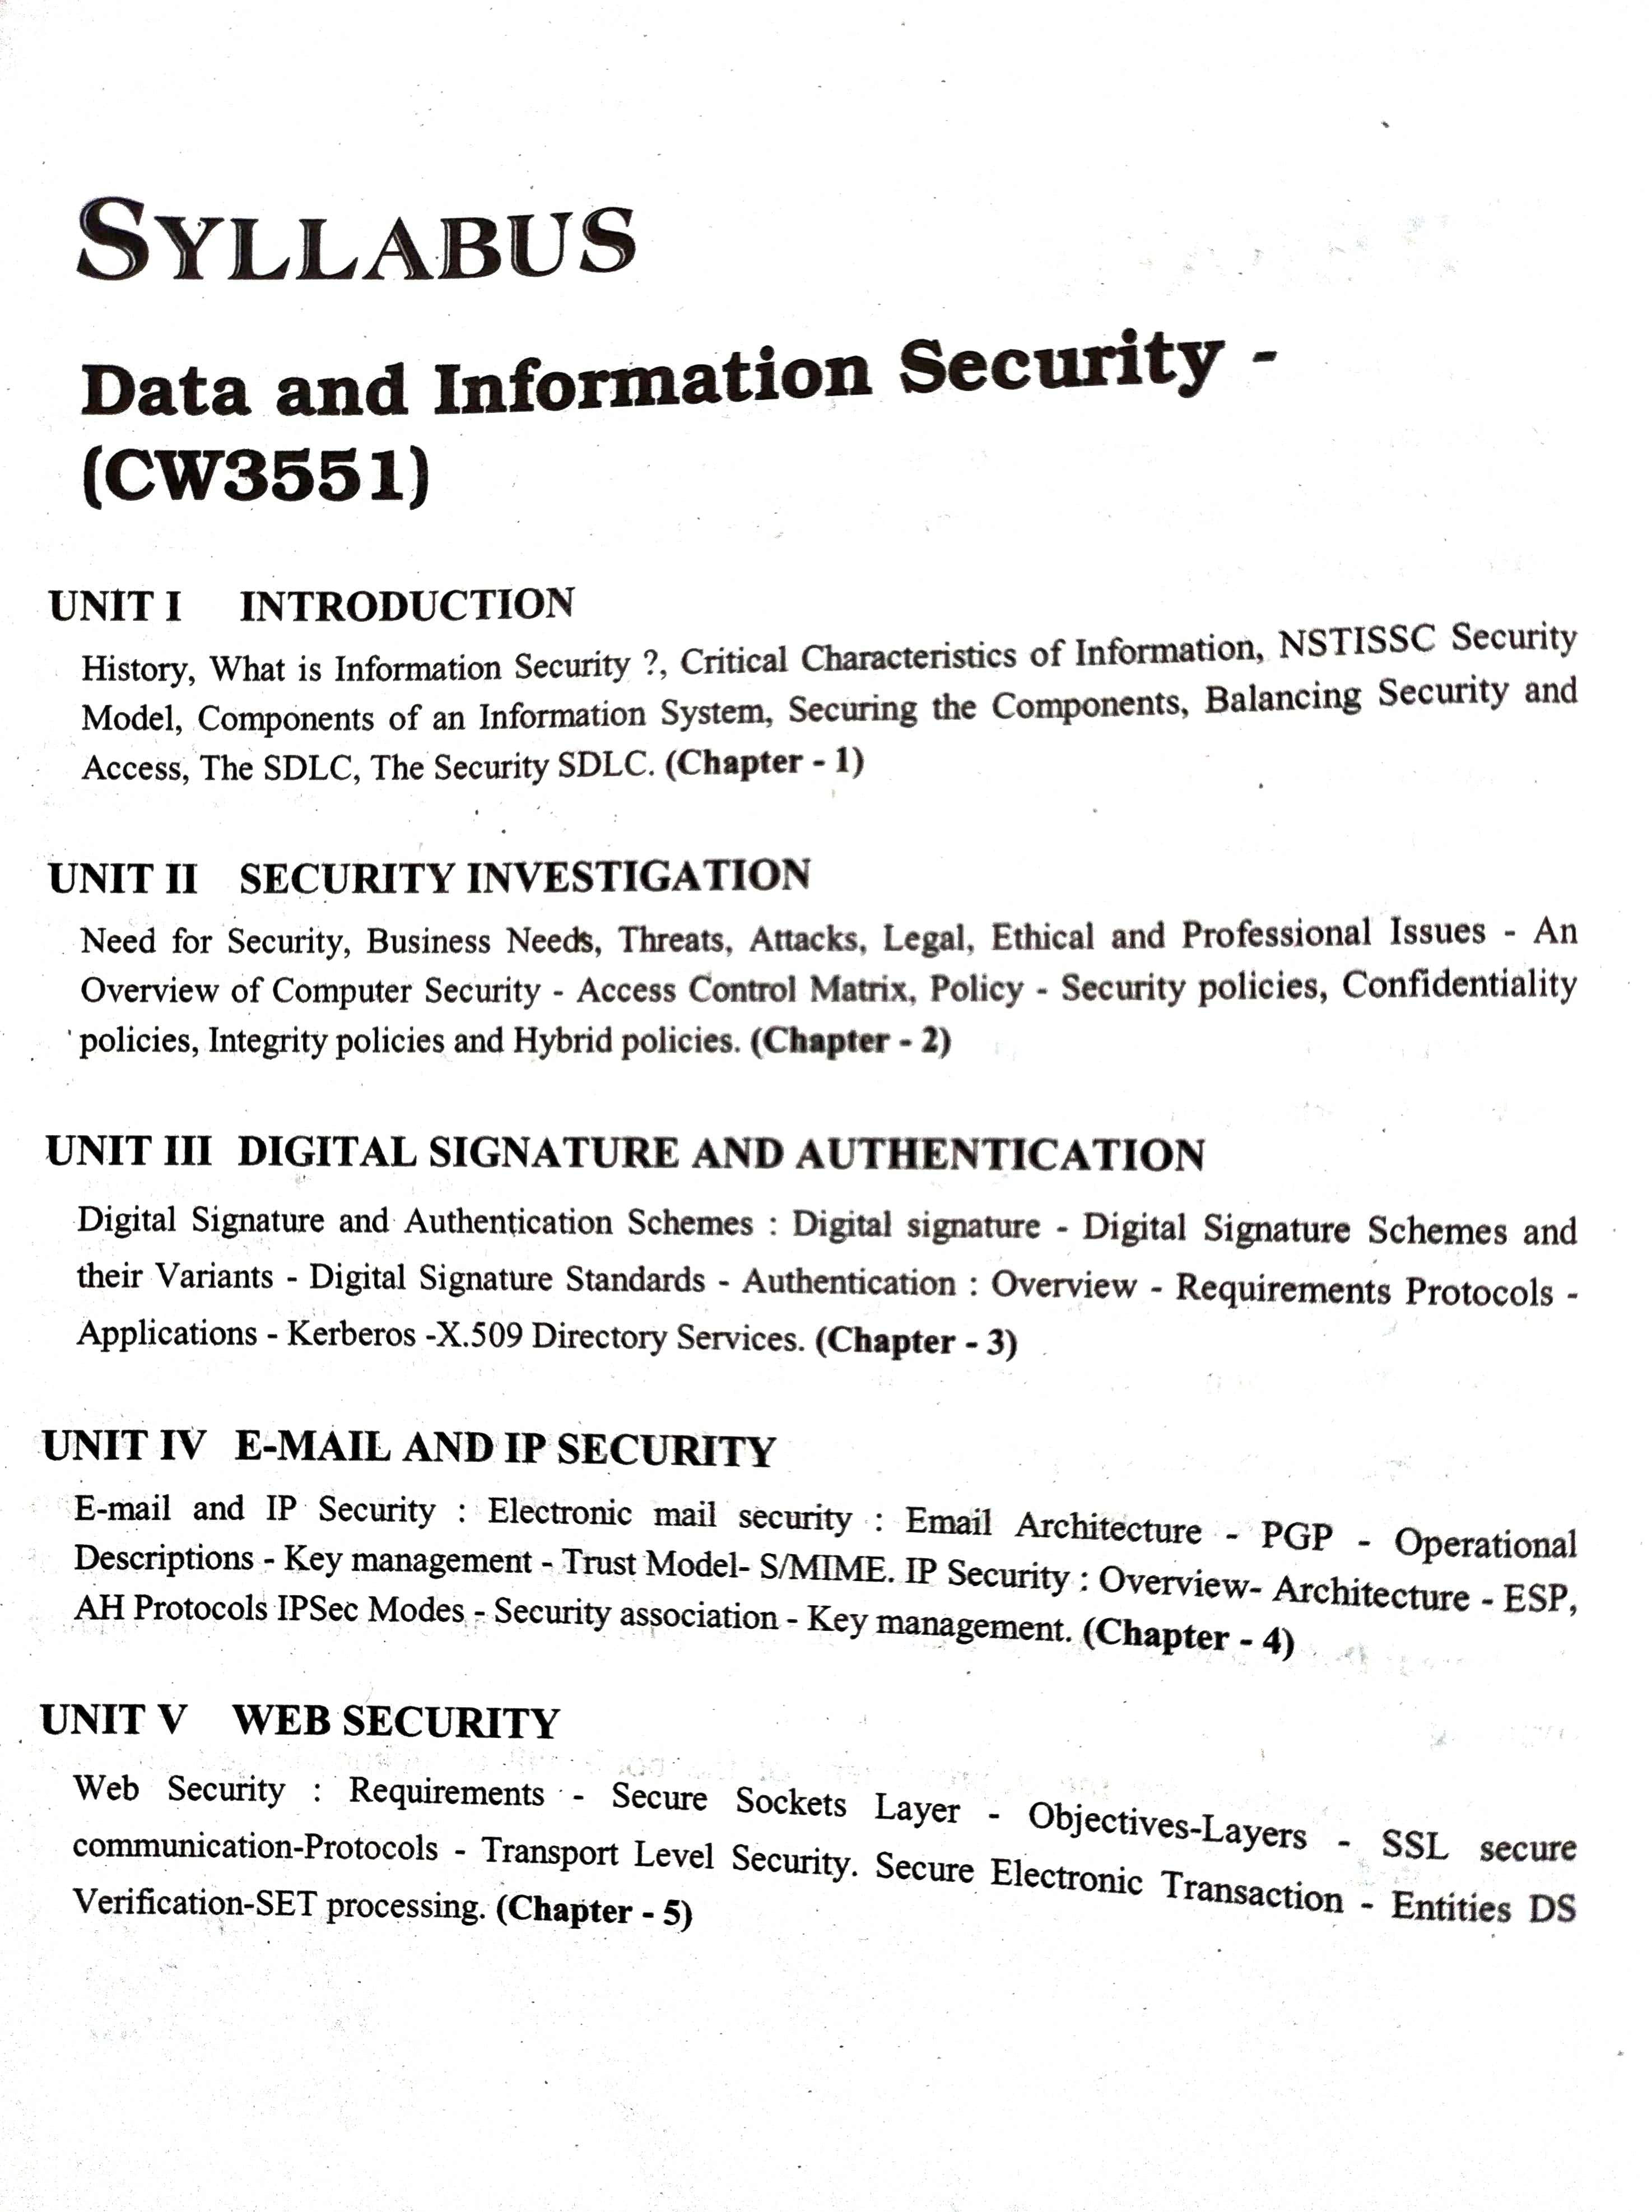 SYLLABUS
Data and Information Security -
(CW3551)
UNIT I INTRODUCTION
History, What is Information Security ?, Critical Characteristics of Information, NSTISSC Security
Model, Components of an Information System, Securing the Components, Balancing Security and
Access, The SDLC, The Security SDLC. (Chapter - 1)
UNIT II SECURITY INVESTIGATION
Need for Security, Business Needs, Threats, Attacks, Legal, Ethical and Professional Issues - An
Overview of Computer Security - Access Control Matrix, Policy - Security policies, Confidentiality
policies, Integrity policies and Hybrid policies. (Chapter - 2)
UNIT III DIGITAL SIGNATURE AND AUTHENTICATION
Digital Signature and Authentication Schemes : Digital signature - Digital Signature Schemes and
their Variants - Digital Signature Standards - Authentication : Overview - Requirements Protocols -
Applications - Kerberos -X.509 Directory Services. (Chapter - 3)
UNIT IV E-MAIL AND IP SECURITY
E-mail and IP Security : Electronic mail security : Email Architecture - PGP - Operational
Descriptions - Key management - Trust Model- S/MIME. IP Security : Overview- Architecture - ESP,
AH Protocols IPSec Modes - Security association - Key management. (Chapter - 4)
UNIT V WEB SECURITY
Web Security : Requirements - Secure Sockets Layer - Objectives-Layers - SSL secure
communication-Protocols - Transport Level Security. Secure Electronic Transaction - Entities DS
Verification-SET processing. (Chapter - 5)